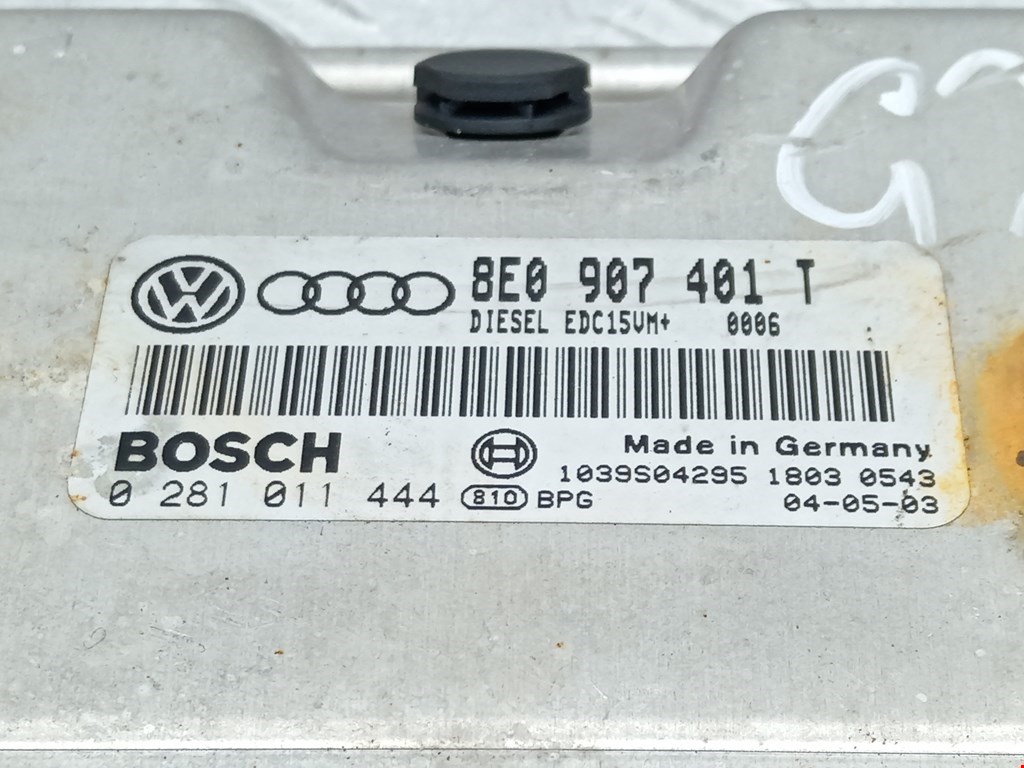 8E0 907 401 T
DIESEL EDC15VM+ 0006
BOSCH
Made in Germany
1039S04295 1803 0543
0 281 011 444 810 BPG
04-05-03